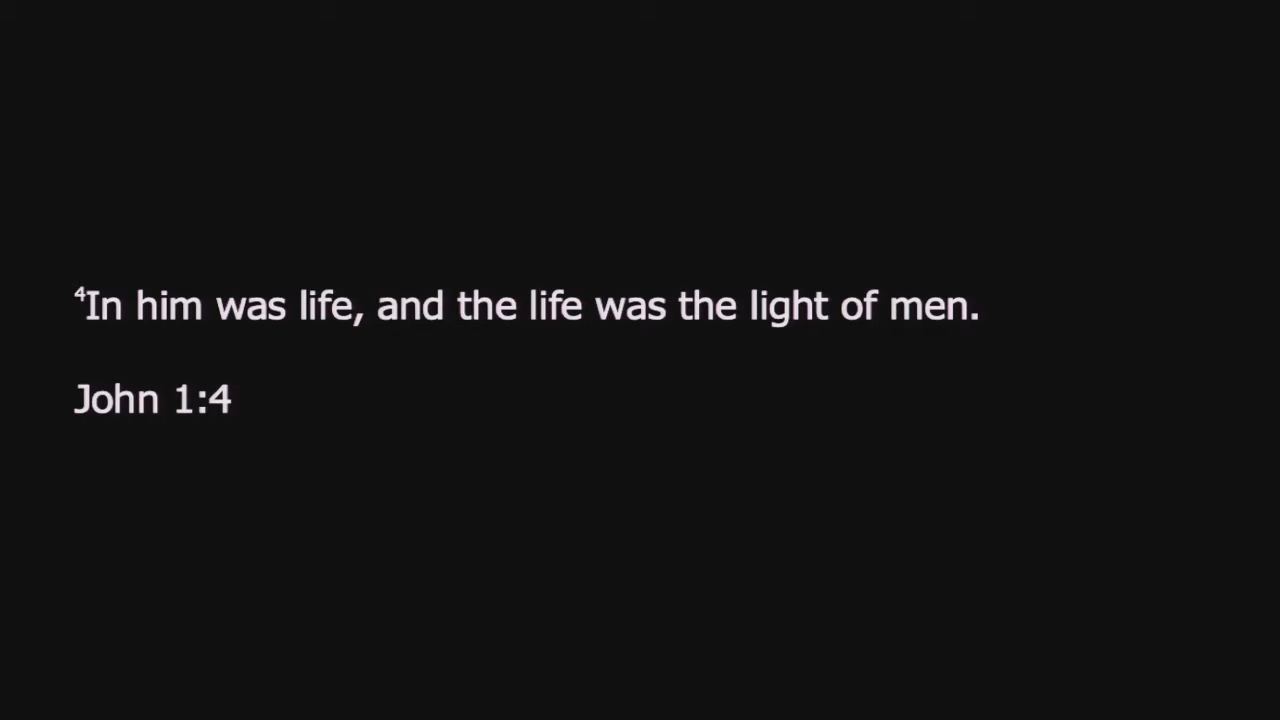 ⁴In him was life, and the life was the light of men.
John 1:4